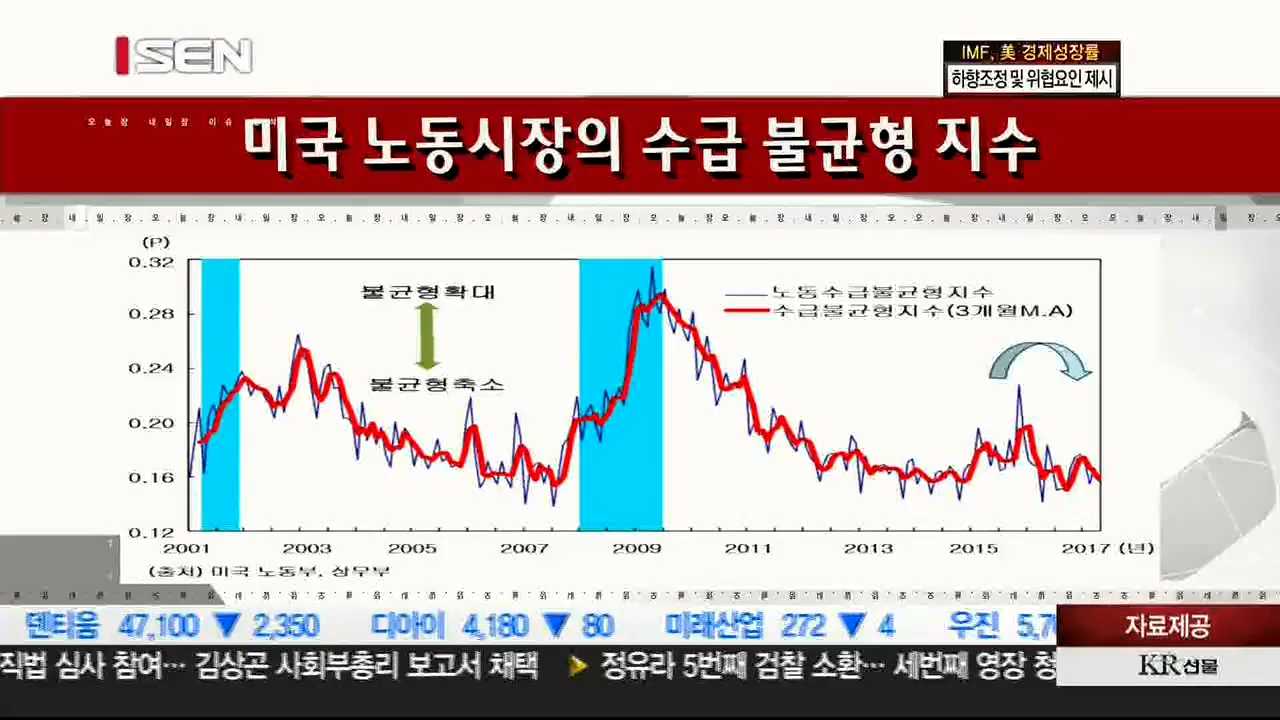 SEN
IMF, 美 경제성장률
하향조정 및 위협요인 제시
오늘장 내일장 이슈
미국 노동시장의 수급 불균형 지수
(P)
0.32
0.28
0.24
0.20
0.16
0.12
불균형확대
불균형축소
노동수급불균형지수
수급불균형지수(3개월M.A)
2001 2003 2005 2007 2009 2011 2013 2015 2017 (년)
(출처) 미국 노동부, 상무부
덴티움 47,100 ▼ 2,350 디아이 4,180 ▼ 80 미래산업 272 ▼ 4 우진
자료제공
KR선물
직법 심사 참여… 김상곤 사회부총리 보고서 채택 ▶ 정유라 5번째 검찰 소환… 세번째 영장 청